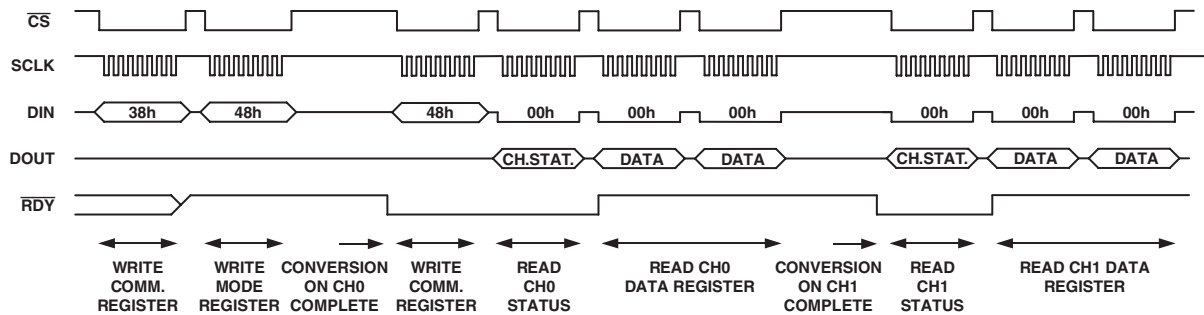 CS
SCLK
DIN 38h 48h 48h 00h 00h 00h 00h 00h 00h
DOUT CH.STAT. DATA DATA CH.STAT. DATA DATA
RDY
WRITE COMM. REGISTER
WRITE MODE REGISTER
CONVERSION ON CH0 COMPLETE
WRITE COMM. REGISTER
READ CH0 STATUS
READ CH0 DATA REGISTER
CONVERSION ON CH1 COMPLETE
READ CH1 STATUS
READ CH1 DATA REGISTER